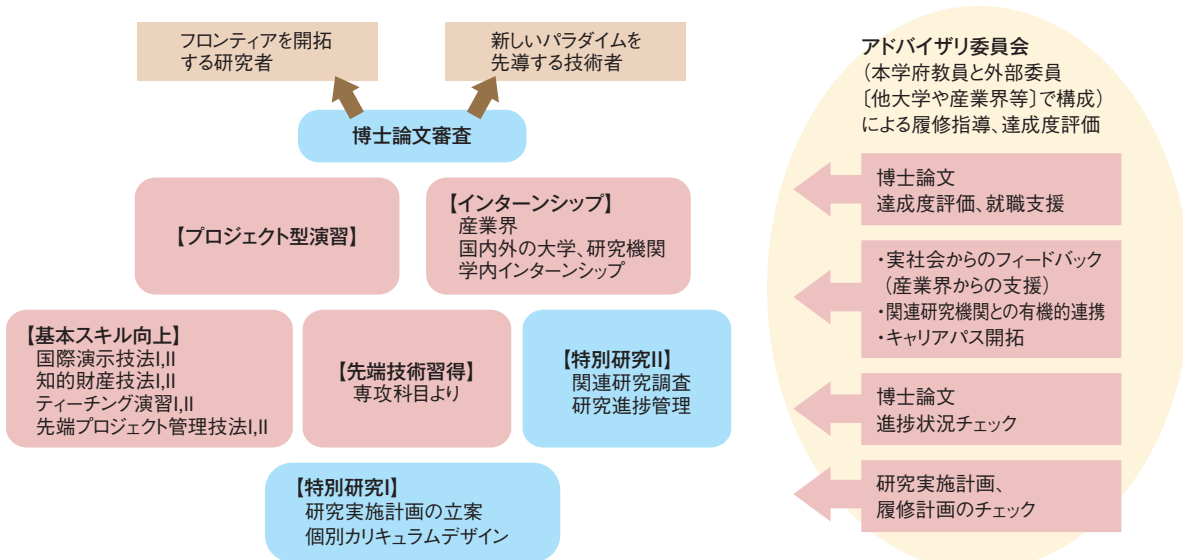 フロンティアを開拓
する研究者
新しいパラダイムを
先導する技術者
博士論文審査
【プロジェクト型演習】
【インターンシップ】
産業界
国内外の大学、研究機関
学内インターンシップ
【基本スキル向上】
国際演示技法I,II
知的財産技法I,II
ティーチング演習I,II
先端プロジェクト管理技法I,II
【先端技術習得】
専攻科目より
【特別研究II】
関連研究調査
研究進捗管理
【特別研究I】
研究実施計画の立案
個別カリキュラムデザイン
アドバイザリ委員会
(本学府教員と外部委員
〔他大学や産業界等〕で構成)
による履修指導、達成度評価
博士論文
達成度評価、就職支援
・実社会からのフィードバック
(産業界からの支援)
・関連研究機関との有機的連携
・キャリアパス開拓
博士論文
進捗状況チェック
研究実施計画、
履修計画のチェック